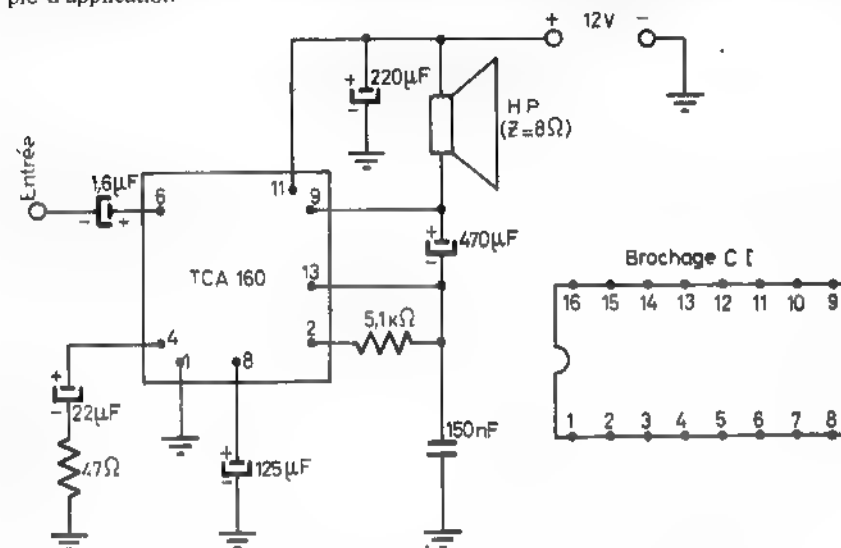 ple d'application
+ 12V -
220µF
+
-
HP
(Z=8Ω)
Entrée
1,6µF
- +
6
11
9
+
-
470µF
TCA 160
13
5,1kΩ
2
4
1
8
+
-
22µF
47Ω
+
-
125µF
150nF
Brochage C I
16 15 14 13 12 11 10 9
1 2 3 4 5 6 7 8